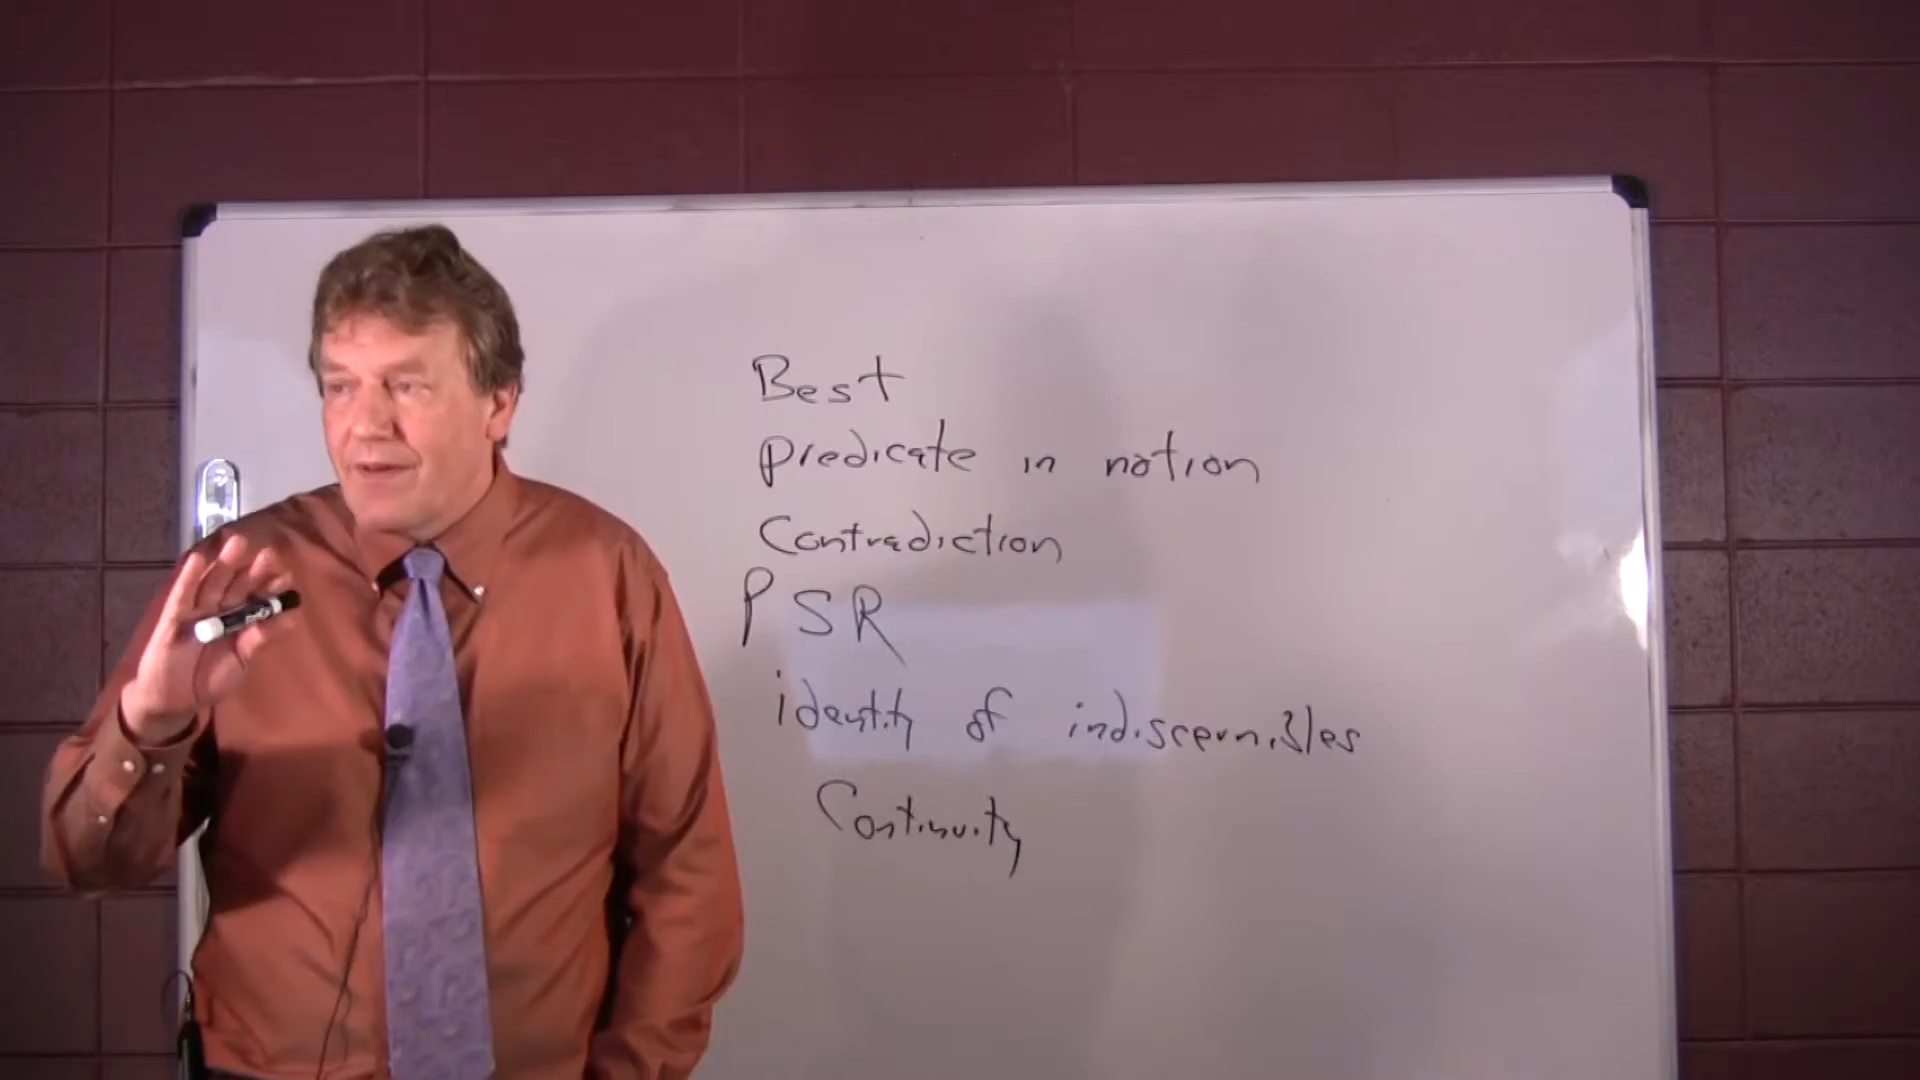 Best
predicate in notion
Contradiction
PSR
identity of indiscernibles
Continuity